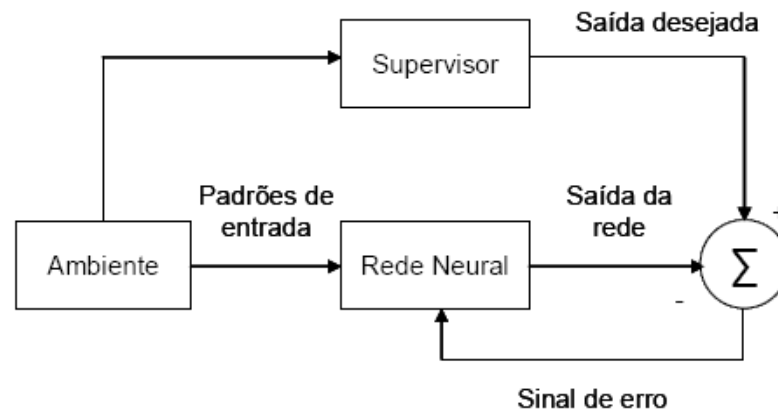 Saída desejada
Supervisor
Padrões de
entrada
Saída da
rede
+
Ambiente
Rede Neural
Σ
-
Sinal de erro